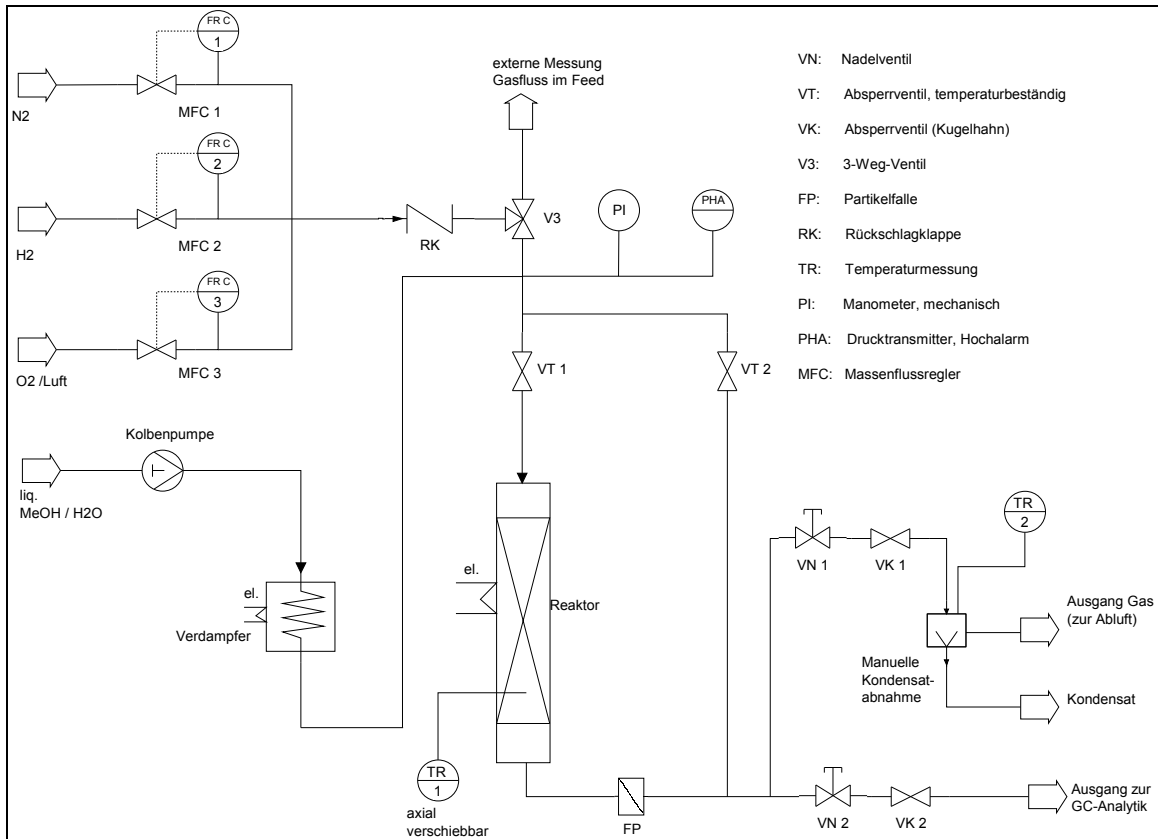 FR C
1
N2
MFC 1
FR C
2
H2
MFC 2
FR C
3
O2 /Luft
MFC 3
externe Messung
Gasfluss im Feed
RK
V3
PI
PHA
VT 1
VT 2
VN: Nadelventil
VT: Absperrventil, temperaturbeständig
VK: Absperrventil (Kugelhahn)
V3: 3-Weg-Ventil
FP: Partikelfalle
RK: Rückschlagklappe
TR: Temperaturmessung
PI: Manometer, mechanisch
PHA: Drucktransmitter, Hochalarm
MFC: Massenflussregler
Kolbenpumpe
liq.
MeOH / H2O
el.
Verdampfer
el.
Reaktor
TR
1
axial
verschiebbar
FP
VN 1
VK 1
TR
2
Ausgang Gas
(zur Abluft)
Manuelle
Kondensat-
abnahme
Kondensat
VN 2
VK 2
Ausgang zur
GC-Analytik